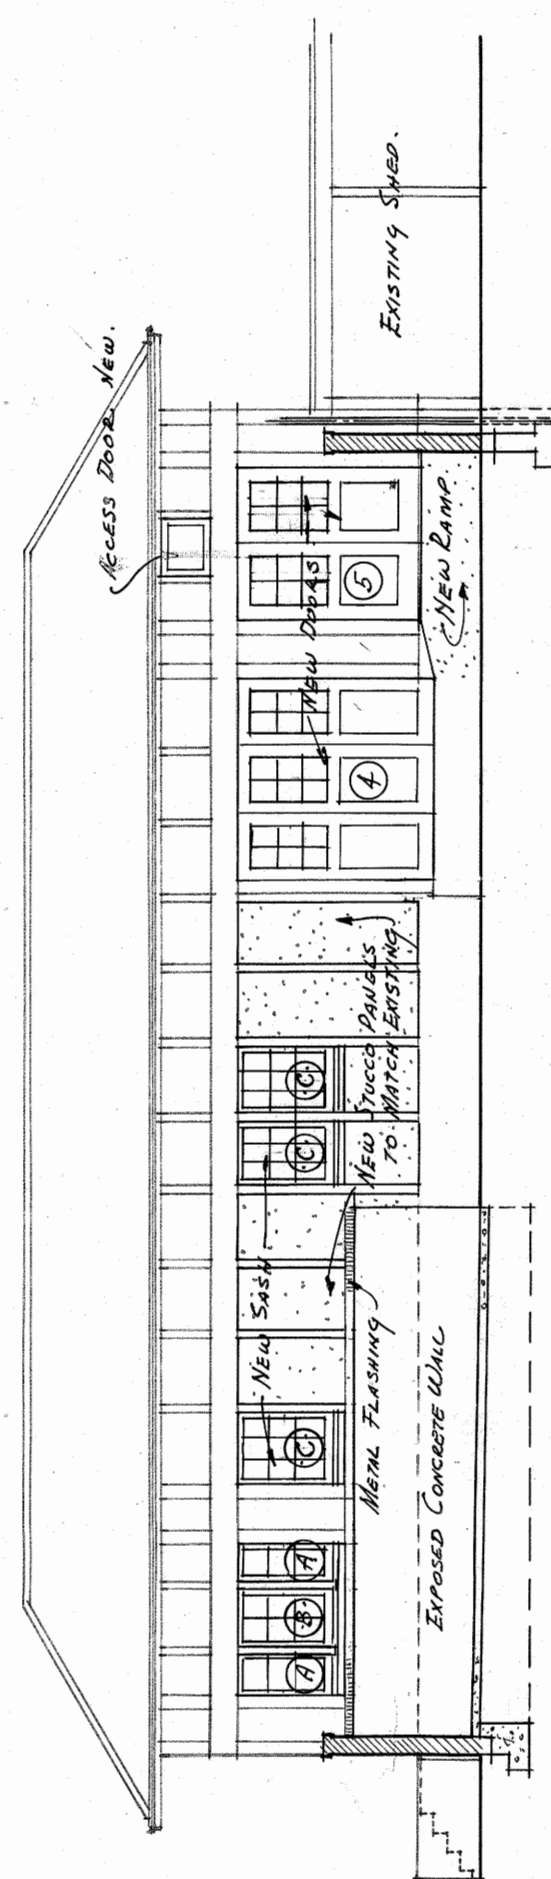 ACCESS DOOR NEW.
EXISTING SHED.
A
B
A
C
NEW SASH
C
C
NEW STUCCO PANELS
TO MATCH EXISTING
4
NEW DOORS
5
NEW RAMP
METAL FLASHING
EXPOSED CONCRETE WALL